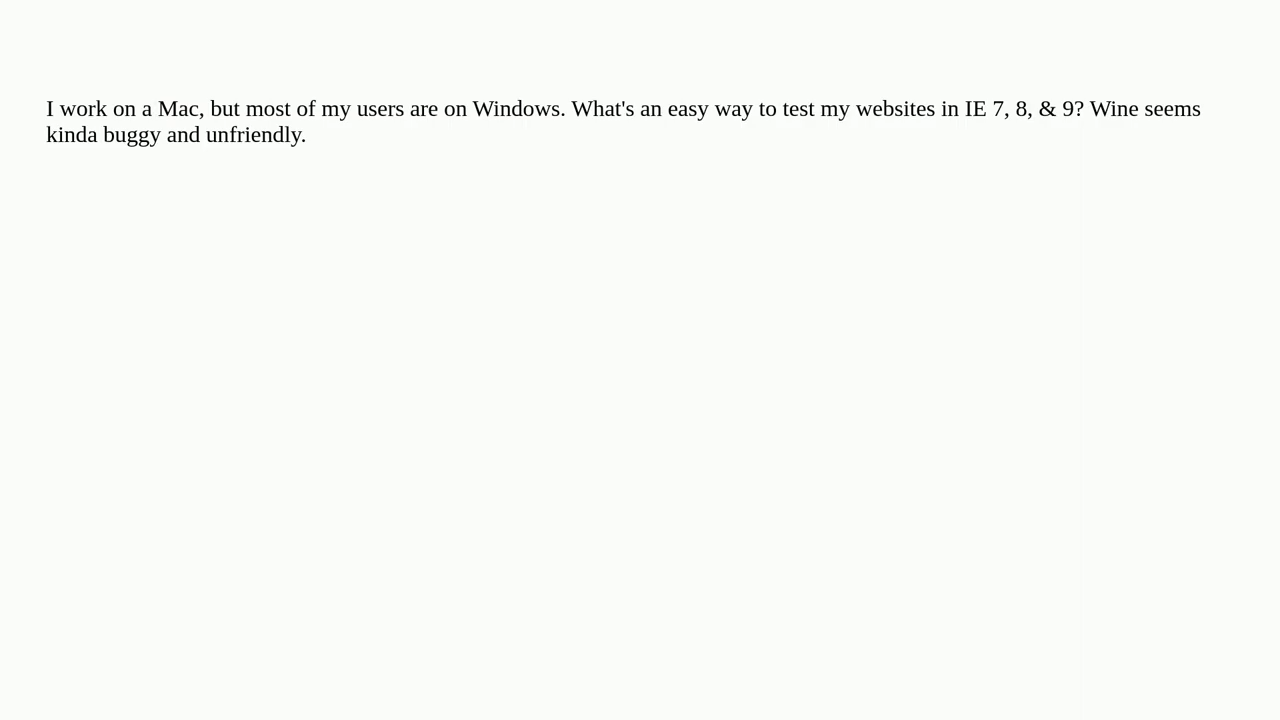 I work on a Mac, but most of my users are on Windows. What's an easy way to test my websites in IE 7, 8, & 9? Wine seems
kinda buggy and unfriendly.